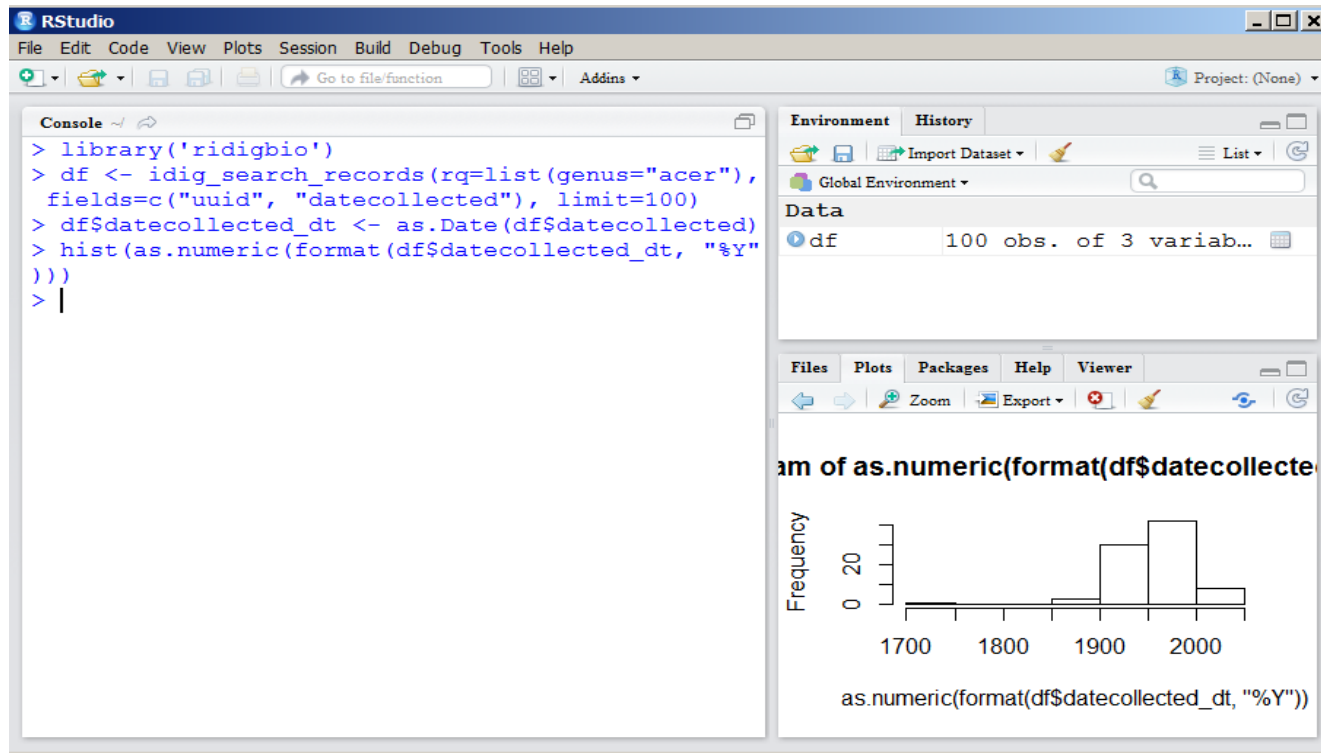 RStudio
File Edit Code View Plots Session Build Debug Tools Help
Go to file/function Addins Project: (None)
Console ~/
> library('ridigbio')
> df <- idig_search_records(rq=list(genus="acer"),
fields=c("uuid", "datecollected"), limit=100)
> df$datecollected_dt <- as.Date(df$datecollected)
> hist(as.numeric(format(df$datecollected_dt, "%Y"
)))
>
Environment History
Import Dataset List
Global Environment
Data
df 100 obs. of 3 variab...
Files Plots Packages Help Viewer
Zoom Export
am of as.numeric(format(df$datecollecte
Frequency
0 20
1700 1800 1900 2000
as.numeric(format(df$datecollected_dt, "%Y"))